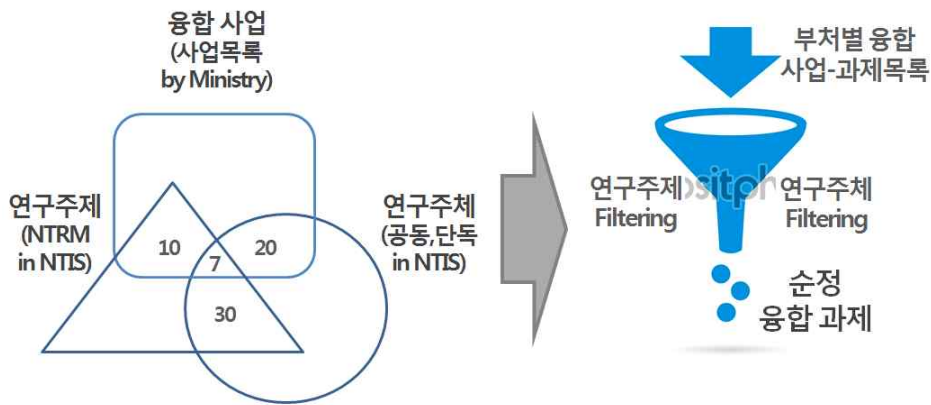 융합 사업
(사업목록
by Ministry)
연구주제
(NTRM
in NTIS)
연구주체
(공동,단독
in NTIS)
10
20
7
30
부처별 융합
사업-과제목록
연구주제
Filtering
sitph
연구주체
Filtering
순정
융합 과제